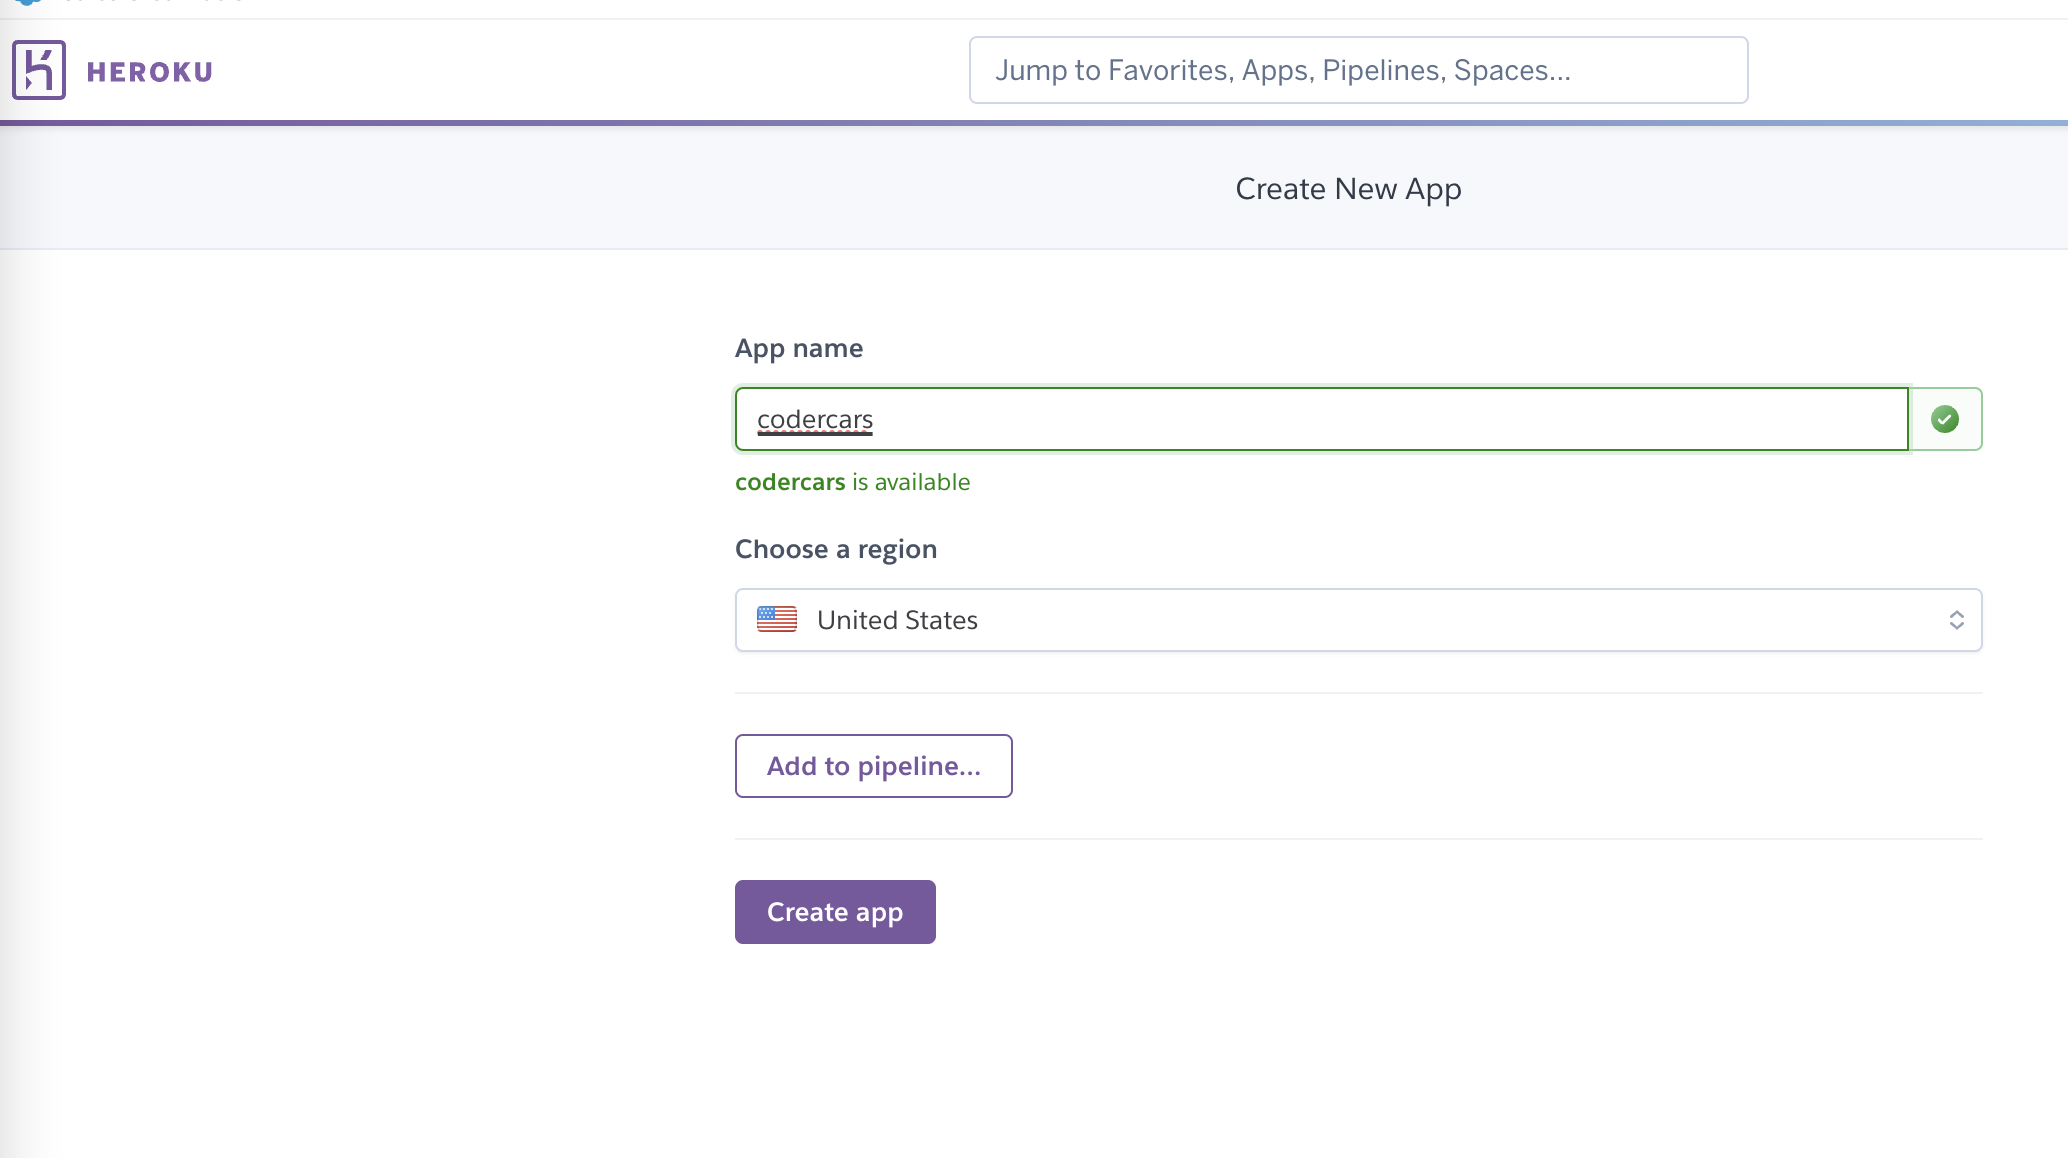 HEROKU
Jump to Favorites, Apps, Pipelines, Spaces...
Create New App
App name
codercars
codercars is available
Choose a region
United States
Add to pipeline...
Create app